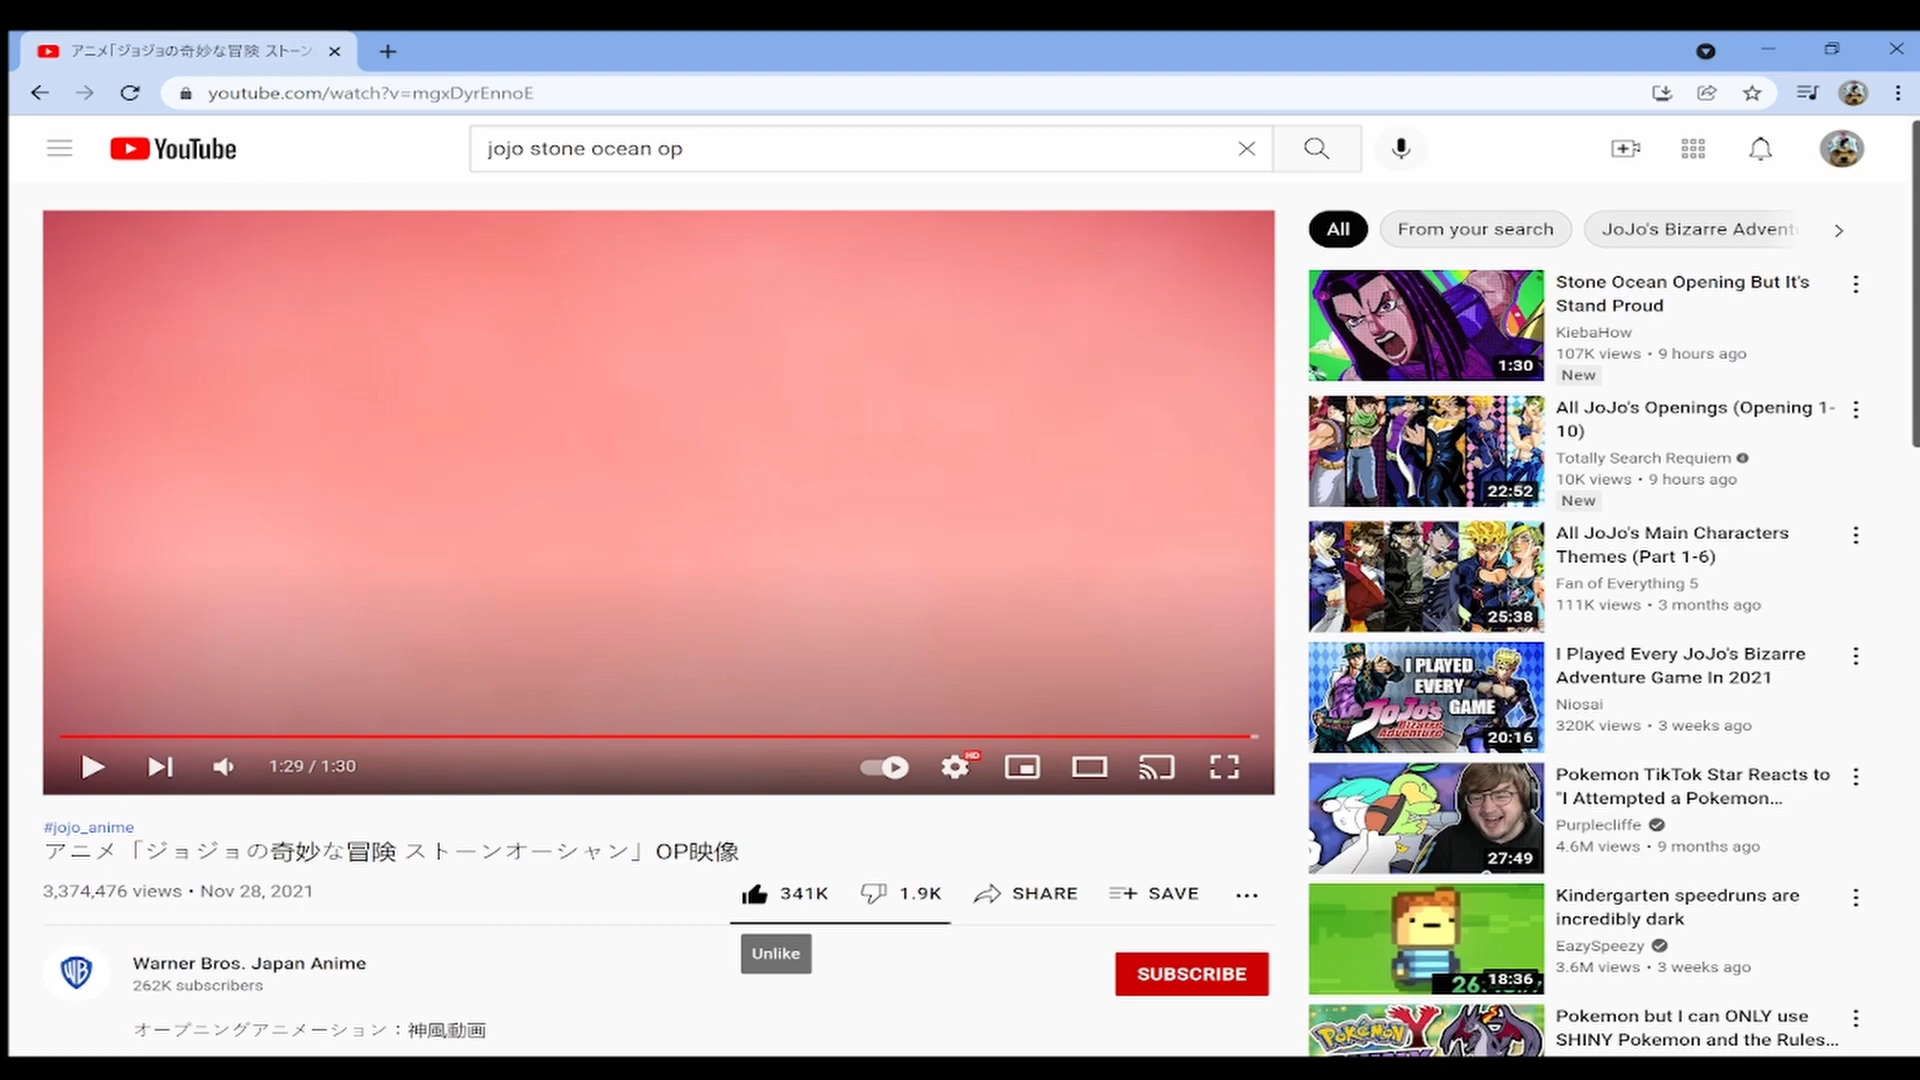 アニメ「ジョジョの奇妙な冒険 ストーン
youtube.com/watch?v=mgxDyrEnnoE
YouTube
jojo stone ocean op
All
From your search
JoJo's Bizarre Advent
Stone Ocean Opening But It's
Stand Proud
KiebaHow
107K views • 9 hours ago
New
1:30
All JoJo's Openings (Opening 1-
10)
Totally Search Requiem
10K views • 9 hours ago
New
22:52
All JoJo's Main Characters
Themes (Part 1-6)
Fan of Everything 5
111K views • 3 months ago
25:38
I PLAYED
EVERY
JoJo's GAME
Bizarre
Adventure
20:16
I Played Every JoJo's Bizarre
Adventure Game In 2021
Niosai
320K views • 3 weeks ago
Pokemon TikTok Star Reacts to
"I Attempted a Pokemon...
Purplecliffe
4.6M views • 9 months ago
27:49
Kindergarten speedruns are
incredibly dark
EazySpeezy
3.6M views • 3 weeks ago
18:36
POKéMON Y
Pokemon but I can ONLY use
SHINY Pokemon and the Rules...
1:29 / 1:30
HD
#jojo_anime
アニメ「ジョジョの奇妙な冒険 ストーンオーシャン」OP映像
3,374,476 views • Nov 28, 2021
341K
1.9K
SHARE
SAVE
Unlike
WB
Warner Bros. Japan Anime
262K subscribers
SUBSCRIBE
オープニングアニメーション：神風動画